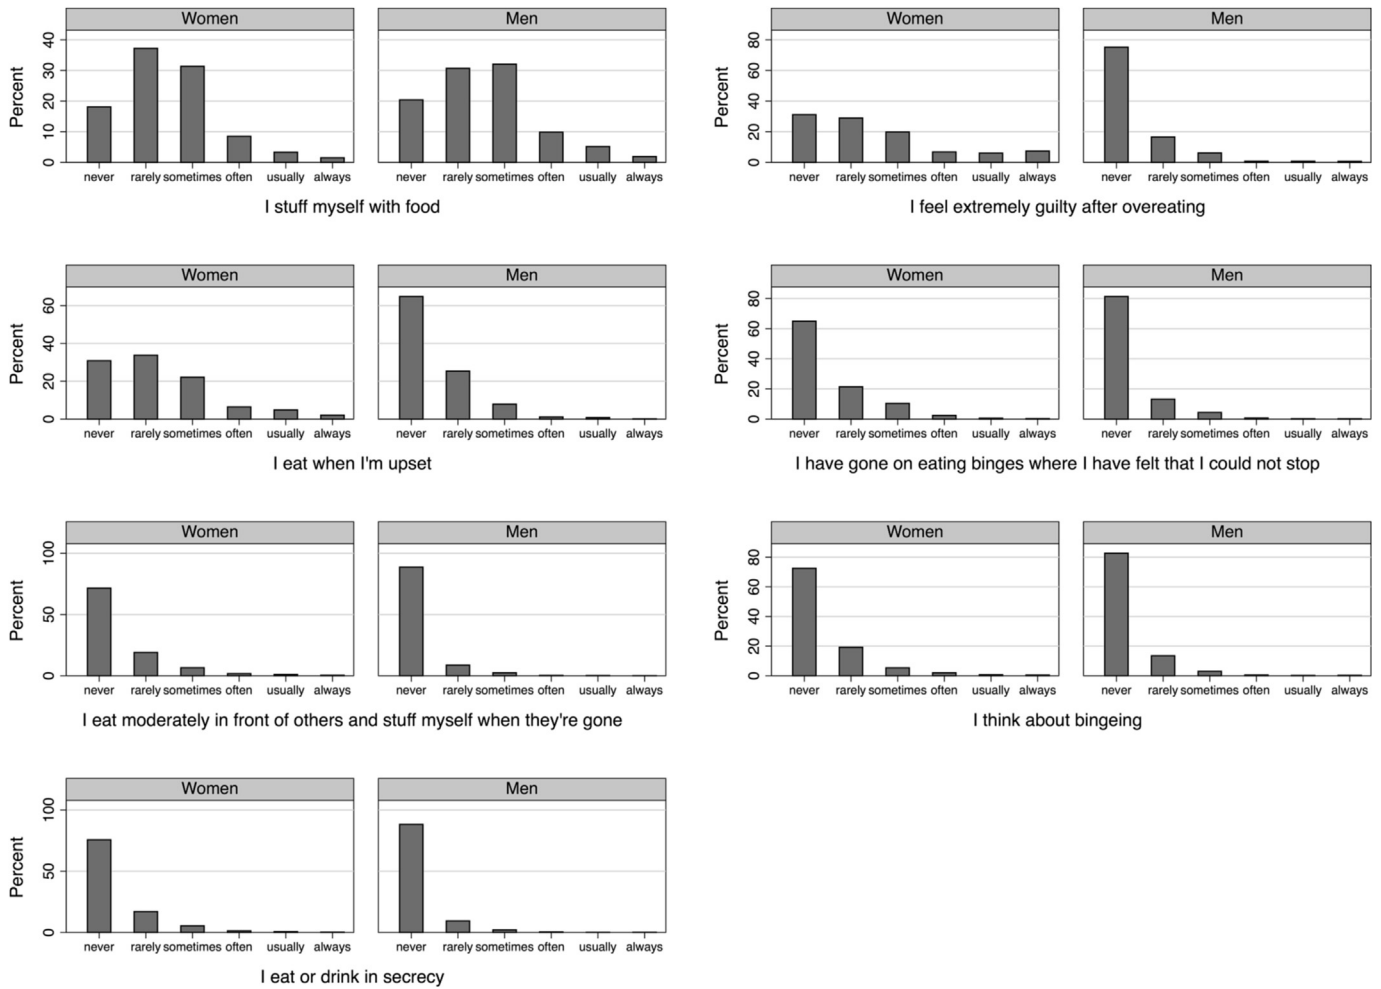 Women Men
Percent
40
30
20
10
0
never rarely sometimes often usually always never rarely sometimes often usually always
I stuff myself with food
Women Men
Percent
80
60
40
20
0
never rarely sometimes often usually always never rarely sometimes often usually always
I feel extremely guilty after overeating
Women Men
Percent
60
40
20
0
never rarely sometimes often usually always never rarely sometimes often usually always
I eat when I'm upset
Women Men
Percent
80
60
40
20
0
never rarely sometimes often usually always never rarely sometimes often usually always
I have gone on eating binges where I have felt that I could not stop
Women Men
Percent
100
50
0
never rarely sometimes often usually always never rarely sometimes often usually always
I eat moderately in front of others and stuff myself when they're gone
Women Men
Percent
80
60
40
20
0
never rarely sometimes often usually always never rarely sometimes often usually always
I think about bingeing
Women Men
Percent
100
50
0
never rarely sometimes often usually always never rarely sometimes often usually always
I eat or drink in secrecy